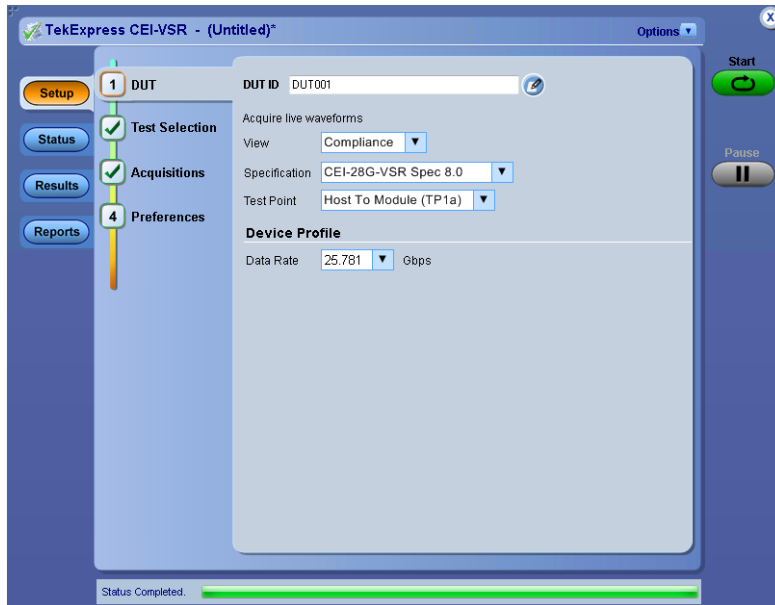 TekExpress CEI-VSR - (Untitled)*
Options
x
Start
Pause
Setup
Status
Results
Reports
1 DUT
Test Selection
Acquisitions
4 Preferences
DUT ID DUT001
Acquire live waveforms
View Compliance
Specification CEI-28G-VSR Spec 8.0
Test Point Host To Module (TP1a)
Device Profile
Data Rate 25.781 Gbps
Status Completed.